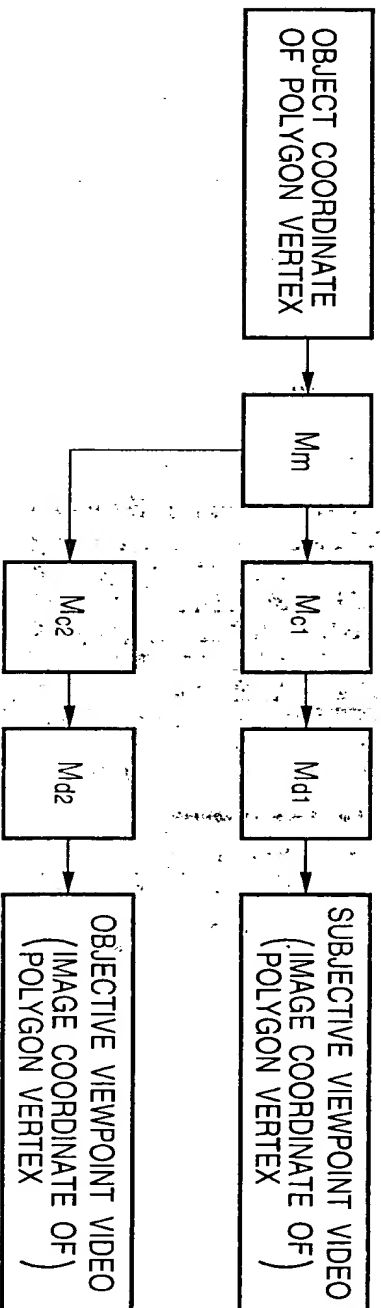 OBJECT COORDINATE
OF POLYGON VERTEX
Mm
Mc1
Md1
SUBJECTIVE VIEWPOINT VIDEO
(IMAGE COORDINATE OF)
(POLYGON VERTEX)
Mc2
Md2
OBJECTIVE VIEWPOINT VIDEO
(IMAGE COORDINATE OF)
(POLYGON VERTEX)